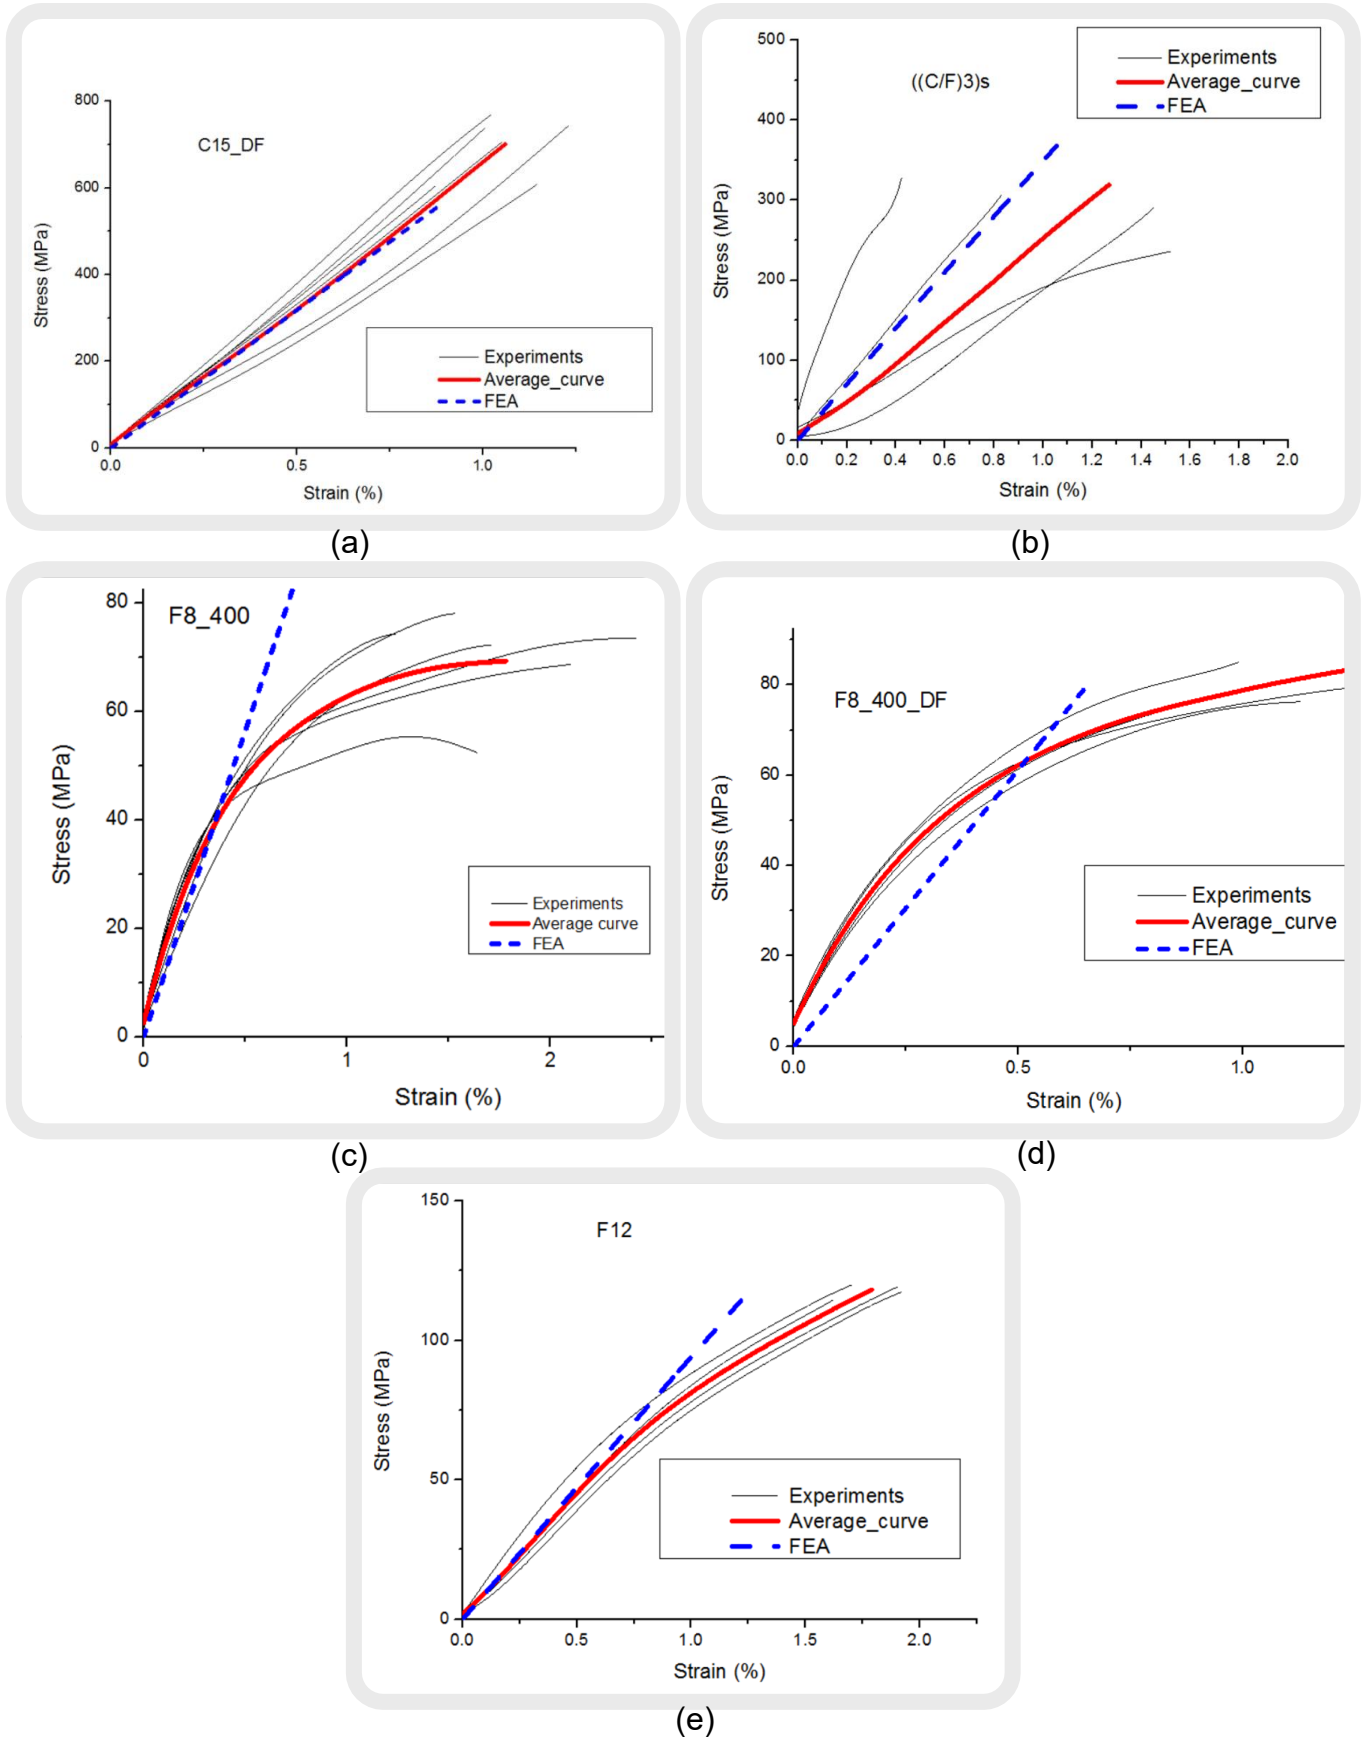 800
C15_DF
600
400
200
0
0.0
0.5
1.0
Stress (MPa)
Strain (%)
Experiments
Average_curve
FEA
(a)
500
((C/F)3)s
400
300
200
100
0
0.0
0.2
0.4
0.6
0.8
1.0
1.2
1.4
1.6
1.8
2.0
Stress (MPa)
Strain (%)
Experiments
Average_curve
FEA
(b)
80
F8_400
60
40
20
0
0
1
2
Stress (MPa)
Strain (%)
Experiments
Average curve
FEA
(c)
F8_400_DF
80
60
40
20
0
0.0
0.5
1.0
Stress (MPa)
Strain (%)
Experiments
Average_curve
FEA
(d)
150
F12
100
50
0
0.0
0.5
1.0
1.5
2.0
Stress (MPa)
Strain (%)
Experiments
Average_curve
FEA
(e)